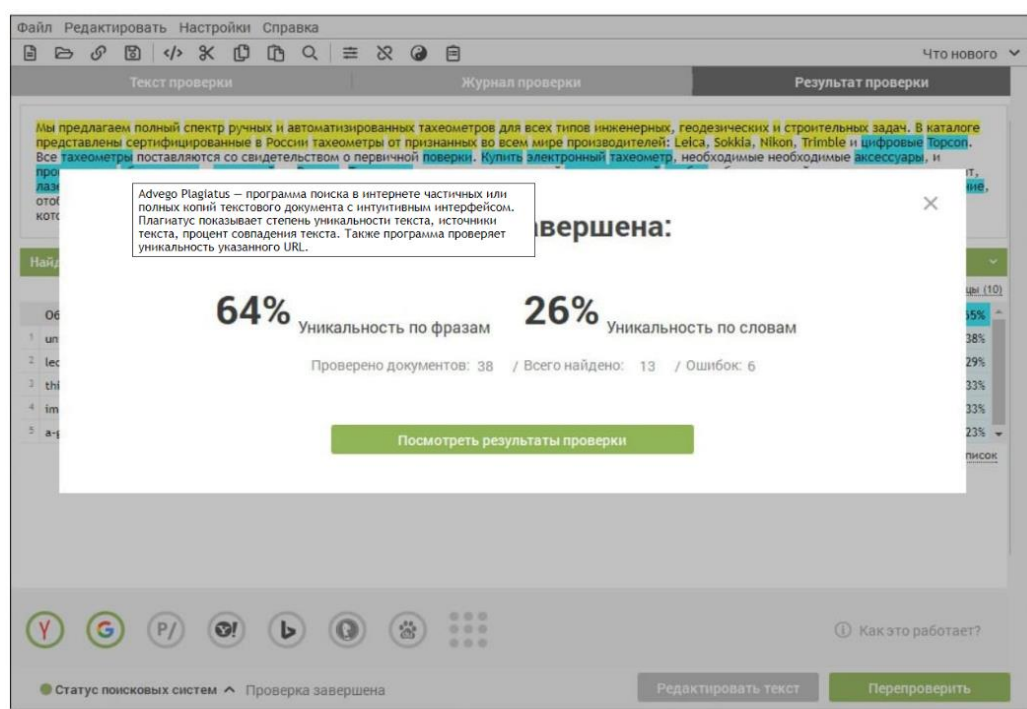 Файл Редактировать Настройки Справка
Что нового
Текст проверки Журнал проверки Результат проверки
Мы предлагаем полный спектр ручных и автоматизированных тахеометров для всех типов инженерных, геодезических и строительных задач. В каталоге
представлены сертифицированные в России тахеометры от признанных во всем мире производителей: Leica, Sokkia, Nikon, Trimble и цифровые Topcon.
Все тахеометры поставляются со свидетельством о первичной поверки. Купить электронный тахеометр, необходимые необходимые аксессуары, и
Advego Plagiatus — программа поиска в интернете частичных или
полных копий текстового документа с интуитивным интерфейсом.
Плагиатус показывает степень уникальности текста, источники
текста, процент совпадения текста. Также программа проверяет
уникальность указанного URL.
64% Уникальность по фразам 26% Уникальность по словам
Проверено документов: 38 / Всего найдено: 13 / Ошибок: 6
Посмотреть результаты проверки
(10)
38%
29%
33%
33%
23%
Как это работает?
Статус поисковых систем Проверка завершена
Редактировать текст Перепроверить